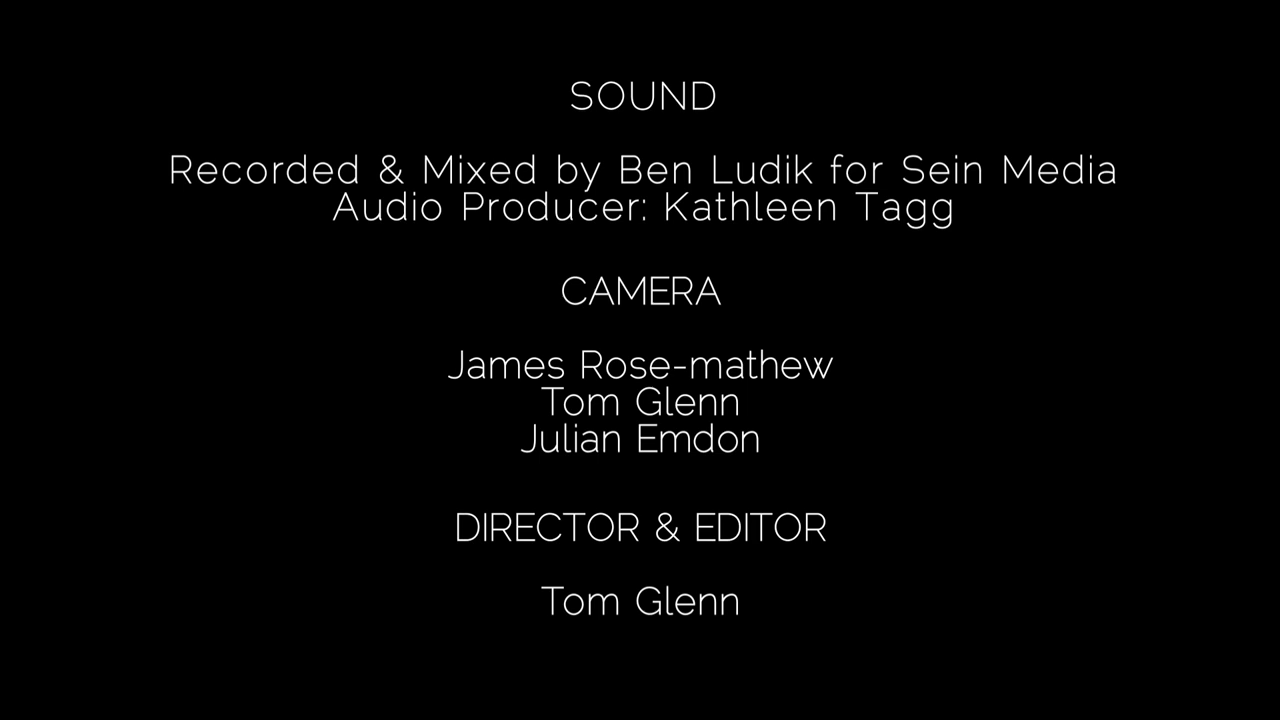 SOUND
Recorded & Mixed by Ben Ludik for Sein Media
Audio Producer: Kathleen Tagg
CAMERA
James Rose-mathew
Tom Glenn
Julian Emdon
DIRECTOR & EDITOR
Tom Glenn